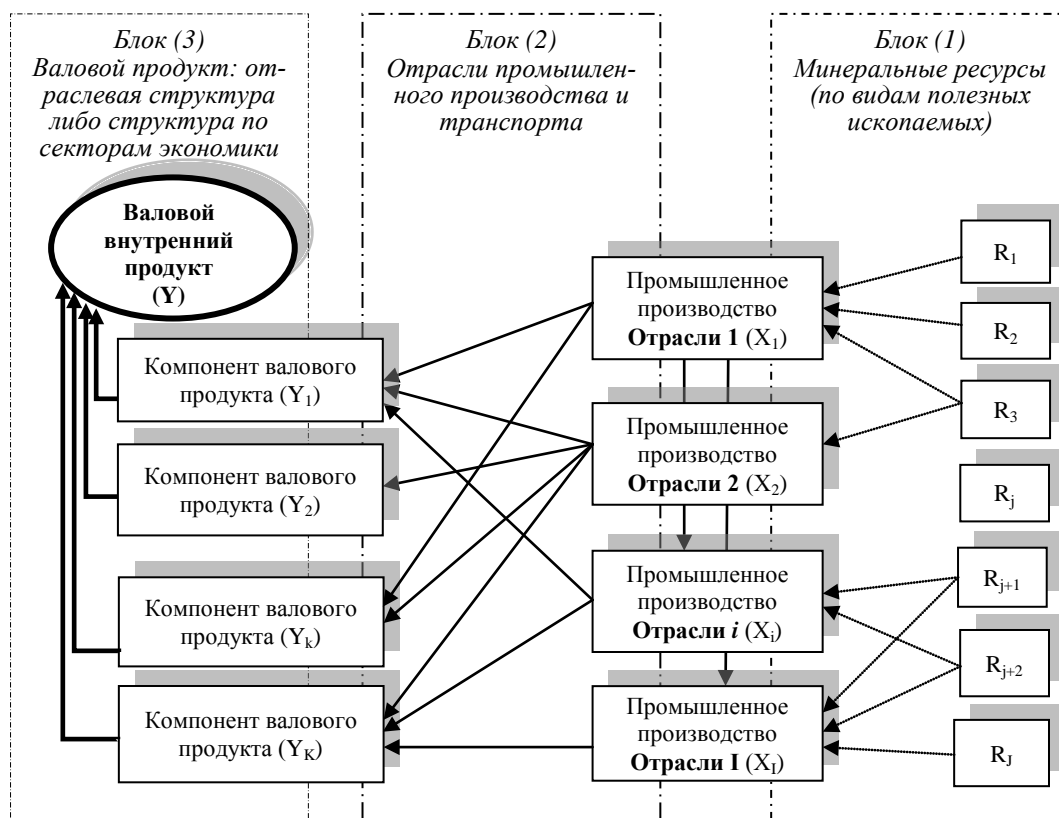 Блок (3)
Валовой продукт: от-
раслевая структура
либо структура по
секторам экономики
Блок (2)
Отрасли промышлен-
ного производства и
транспорта
Блок (1)
Минеральные ресурсы
(по видам полезных
ископаемых)
Валовой
внутренний
продукт
(Y)
Компонент валового
продукта (Y₁)
Компонент валового
продукта (Y₂)
Компонент валового
продукта (Yₖ)
Компонент валового
продукта (Y_K)
Промышленное
производство
Отрасли 1 (X₁)
Промышленное
производство
Отрасли 2 (X₂)
Промышленное
производство
Отрасли i (Xᵢ)
Промышленное
производство
Отрасли I (X_I)
R₁
R₂
R₃
Rⱼ
Rⱼ₊₁
Rⱼ₊₂
R_J